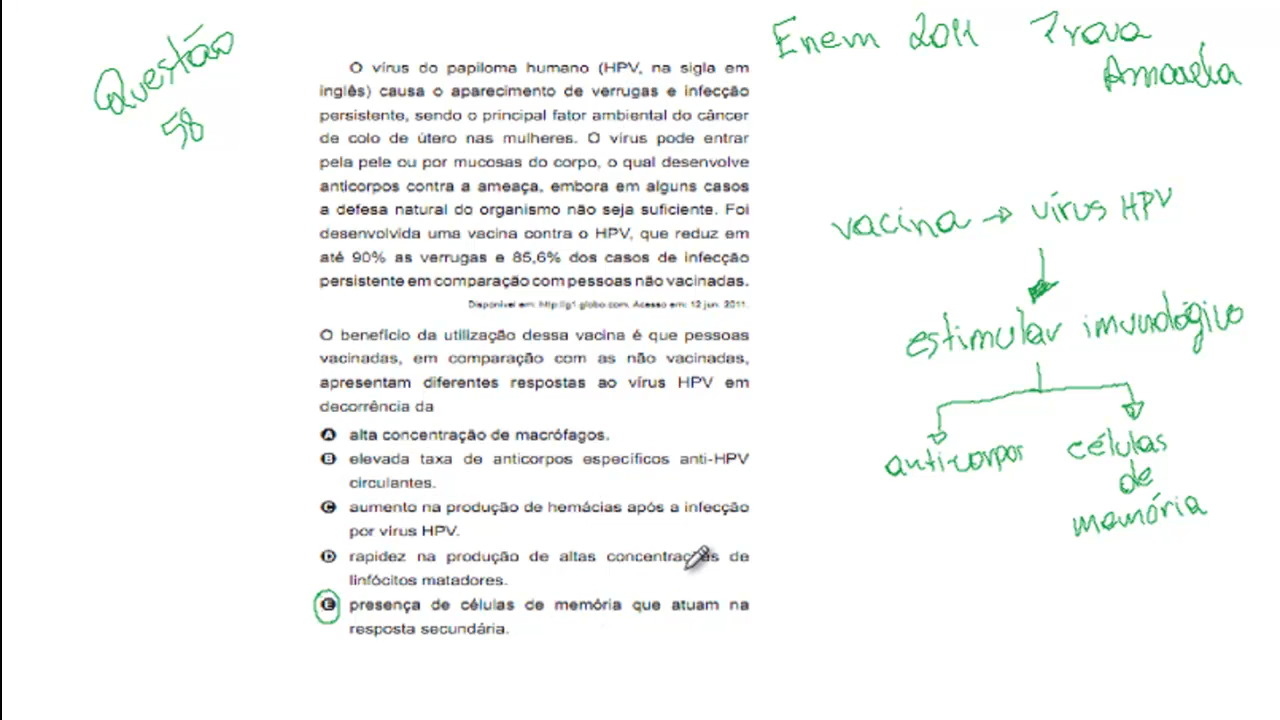 Questão
58
O vírus do papiloma humano (HPV, na sigla em
inglês) causa o aparecimento de verrugas e infecção
persistente, sendo o principal fator ambiental do câncer
de colo de útero nas mulheres. O vírus pode entrar
pela pele ou por mucosas do corpo, o qual desenvolve
anticorpos contra a ameaça, embora em alguns casos
a defesa natural do organismo não seja suficiente. Foi
desenvolvida uma vacina contra o HPV, que reduz em
até 90% as verrugas e 85,6% dos casos de infecção
persistente em comparação com pessoas não vacinadas.
Disponível em: http://g1.globo.com. Acesso em: 12 jun. 2011.
O benefício da utilização dessa vacina é que pessoas
vacinadas, em comparação com as não vacinadas,
apresentam diferentes respostas ao vírus HPV em
decorrência da
A alta concentração de macrófagos.
B elevada taxa de anticorpos específicos anti-HPV
circulantes.
C aumento na produção de hemácias após a infecção
por vírus HPV.
D rapidez na produção de altas concentrações de
linfócitos matadores.
E presença de células de memória que atuam na
resposta secundária.
Enem 2011 Prova
Amarela
vacina → vírus HPV
estimular imunológico
anticorpor
células
de
memória